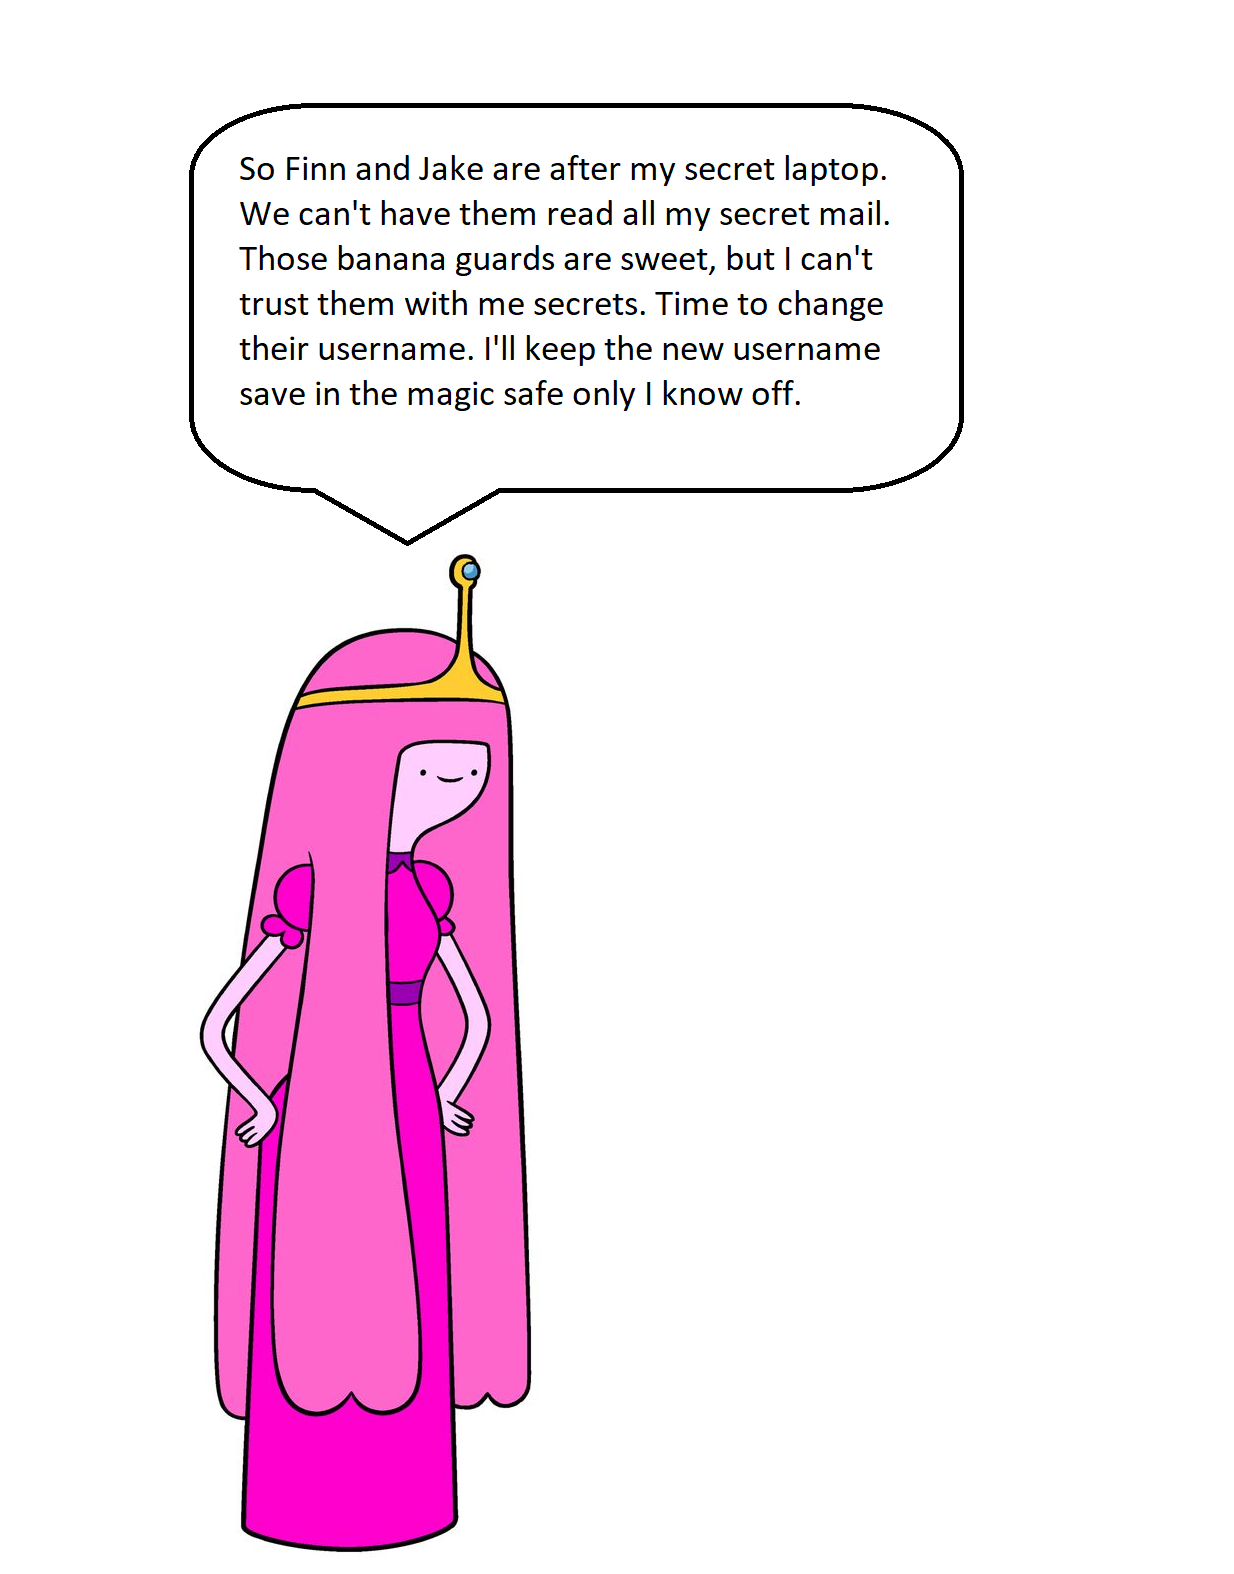 So Finn and Jake are after my secret laptop.
We can't have them read all my secret mail.
Those banana guards are sweet, but I can't
trust them with me secrets. Time to change
their username. I'll keep the new username
save in the magic safe only I know off.